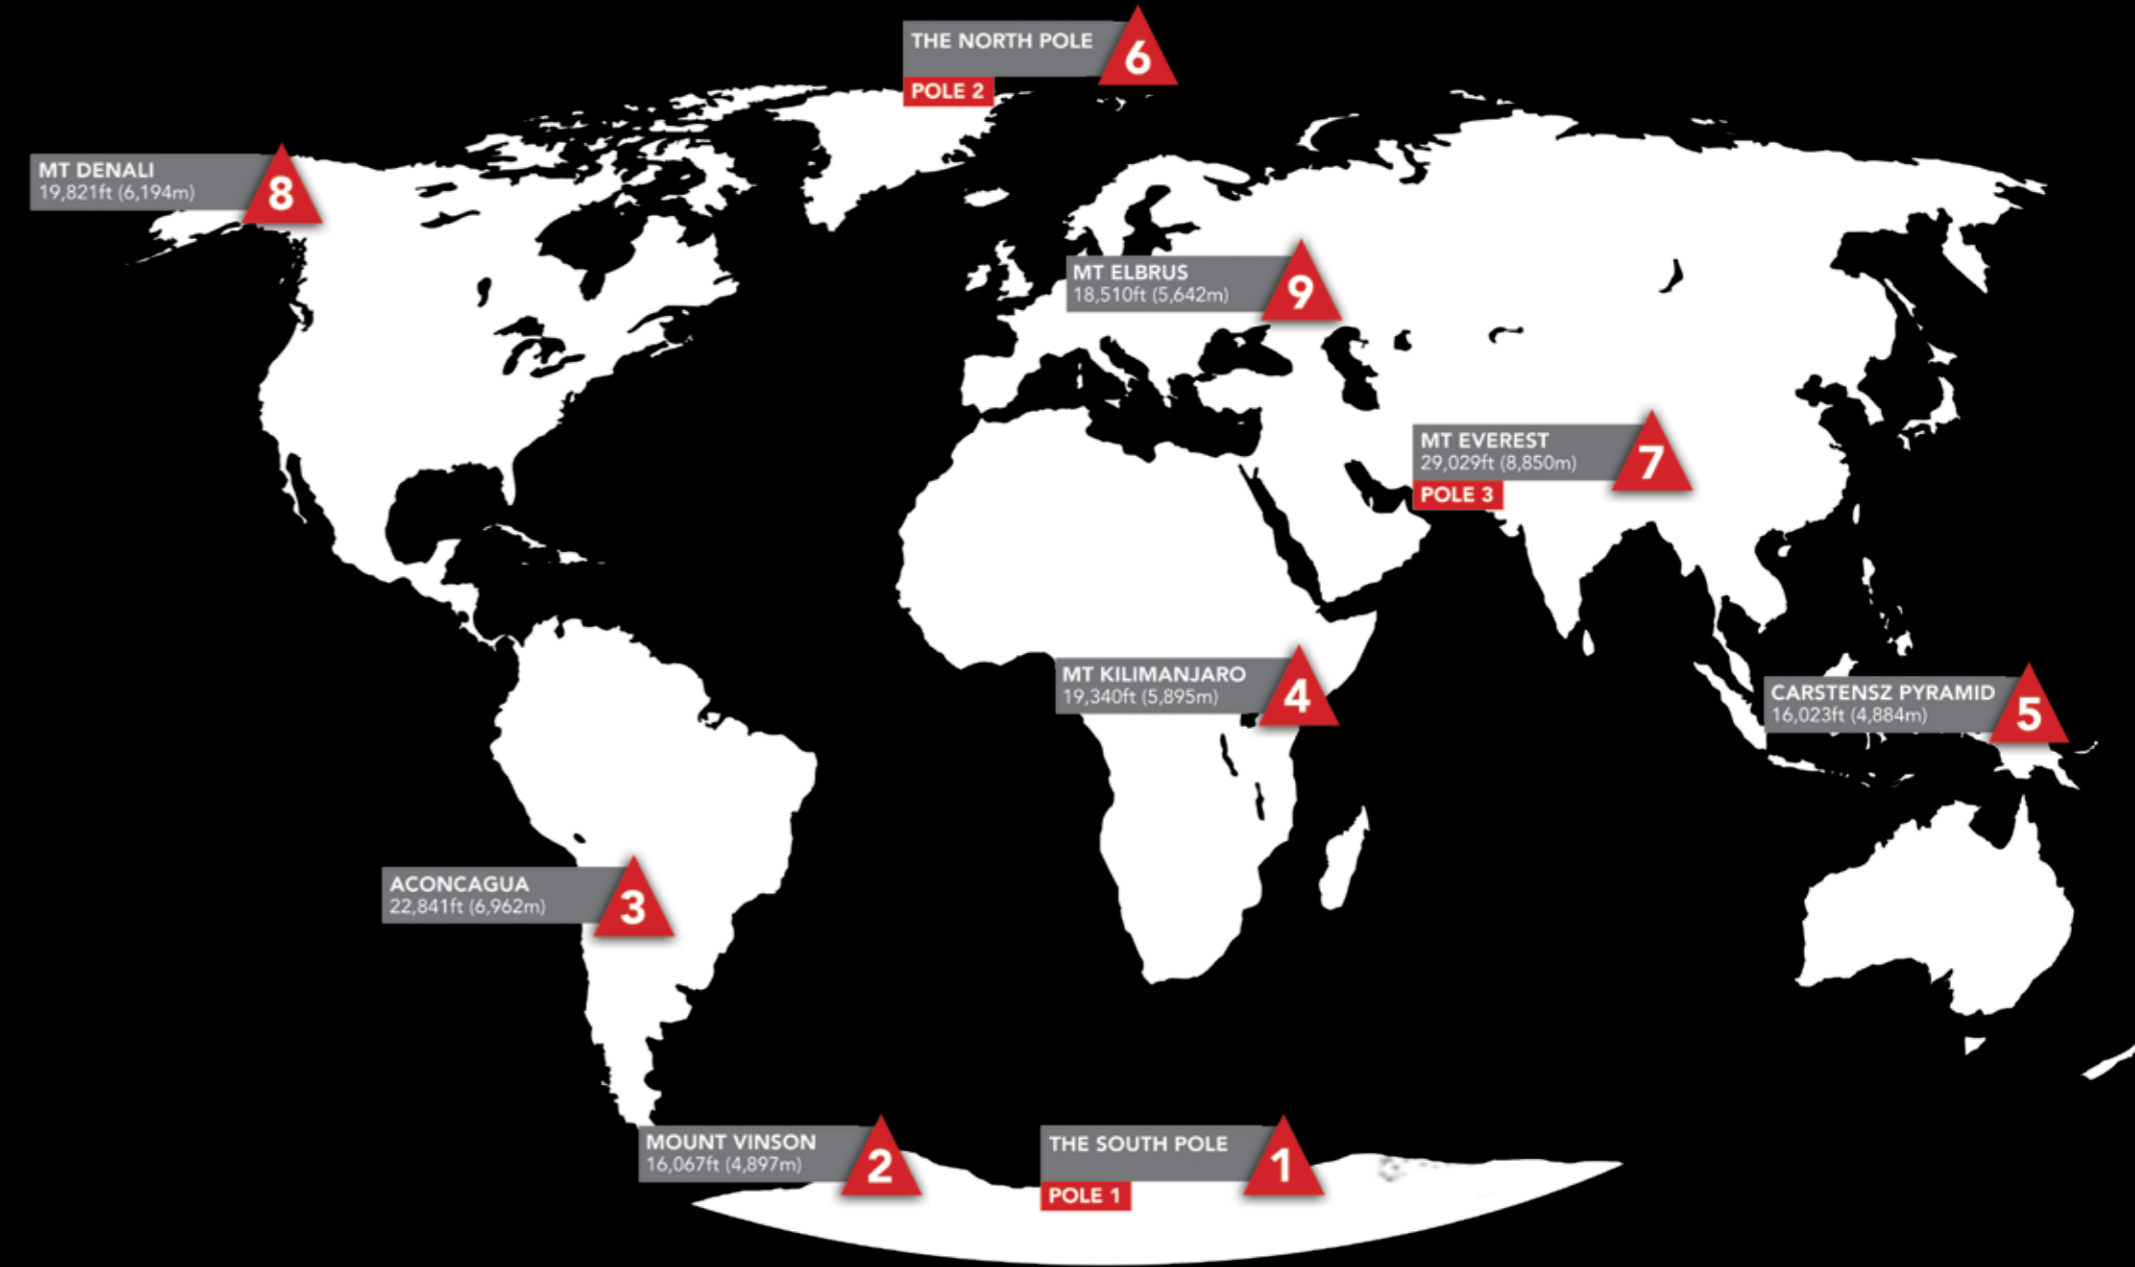 THE NORTH POLE
6
POLE 2
MT DENALI
19,821ft (6,194m)
8
MT ELBRUS
18,510ft (5,642m)
9
MT EVEREST
29,029ft (8,850m)
7
POLE 3
MT KILIMANJARO
19,340ft (5,895m)
4
CARSTENSZ PYRAMID
16,023ft (4,884m)
5
ACONCAGUA
22,841ft (6,962m)
3
MOUNT VINSON
16,067ft (4,897m)
2
THE SOUTH POLE
1
POLE 1